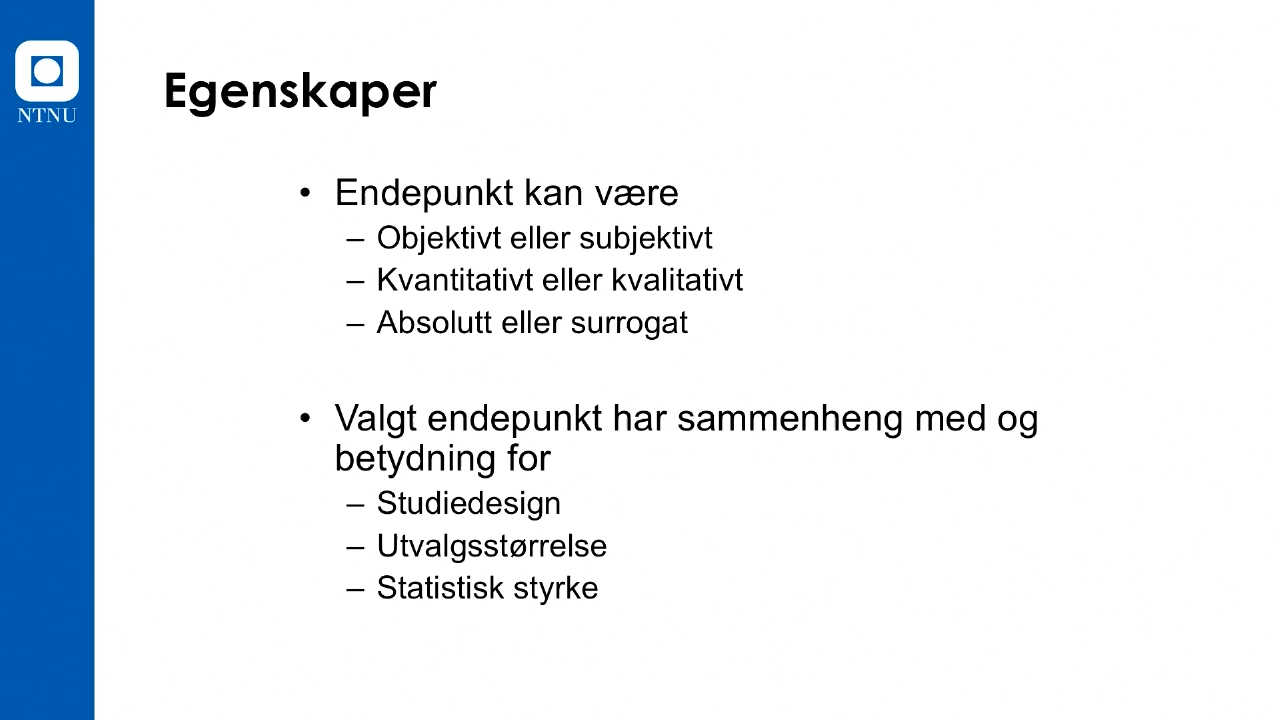 NTNU
Egenskaper
• Endepunkt kan være
– Objektivt eller subjektivt
– Kvantitativt eller kvalitativt
– Absolutt eller surrogat
• Valgt endepunkt har sammenheng med og
betydning for
– Studiedesign
– Utvalgsstørrelse
– Statistisk styrke